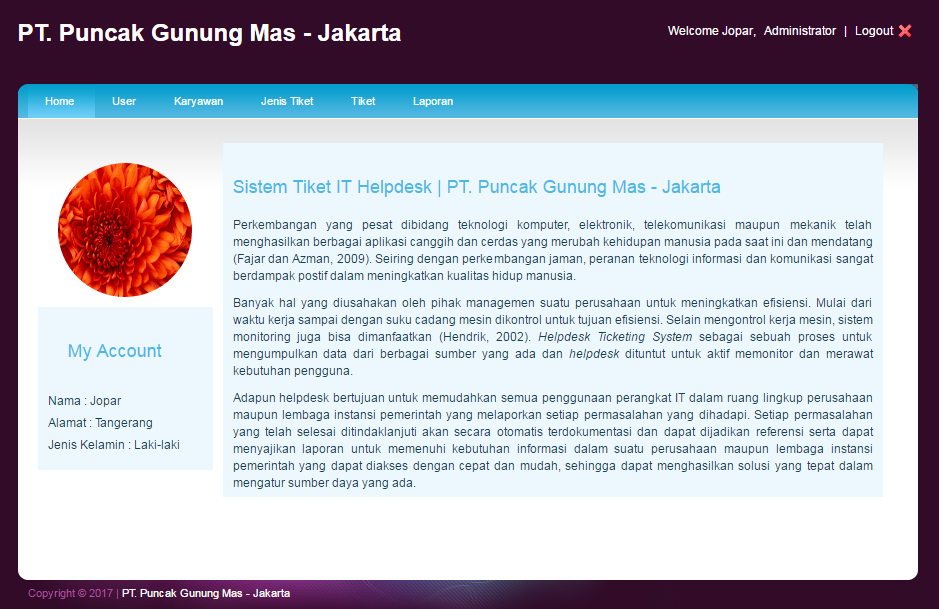 PT. Puncak Gunung Mas - Jakarta
Welcome Jopar, Administrator | Logout
Home User Karyawan Jenis Tiket Tiket Laporan
Sistem Tiket IT Helpdesk | PT. Puncak Gunung Mas - Jakarta
Perkembangan yang pesat dibidang teknologi komputer, elektronik, telekomunikasi maupun mekanik telah
menghasilkan berbagai aplikasi canggih dan cerdas yang merubah kehidupan manusia pada saat ini dan mendatang
(Fajar dan Azman, 2009). Seiring dengan perkembangan jaman, peranan teknologi informasi dan komunikasi sangat
berdampak postif dalam meningkatkan kualitas hidup manusia.
Banyak hal yang diusahakan oleh pihak managemen suatu perusahaan untuk meningkatkan efisiensi. Mulai dari
waktu kerja sampai dengan suku cadang mesin dikontrol untuk tujuan efisiensi. Selain mengontrol kerja mesin, sistem
monitoring juga bisa dimanfaatkan (Hendrik, 2002). Helpdesk Ticketing System sebagai sebuah proses untuk
mengumpulkan data dari berbagai sumber yang ada dan helpdesk dituntut untuk aktif memonitor dan merawat
kebutuhan pengguna.
Adapun helpdesk bertujuan untuk memudahkan semua penggunaan perangkat IT dalam ruang lingkup perusahaan
maupun lembaga instansi pemerintah yang melaporkan setiap permasalahan yang dihadapi. Setiap permasalahan
yang telah selesai ditindaklanjuti akan secara otomatis terdokumentasi dan dapat dijadikan referensi serta dapat
menyajikan laporan untuk memenuhi kebutuhan informasi dalam suatu perusahaan maupun lembaga instansi
pemerintah yang dapat diakses dengan cepat dan mudah, sehingga dapat menghasilkan solusi yang tepat dalam
mengatur sumber daya yang ada.
My Account
Nama : Jopar
Alamat : Tangerang
Jenis Kelamin : Laki-laki
Copyright © 2017 | PT. Puncak Gunung Mas - Jakarta